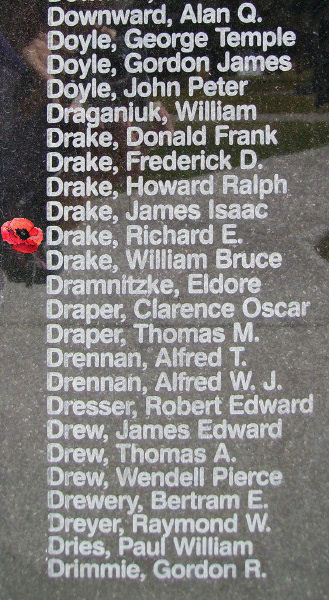 Downward, Alan Q.
Doyle, George Temple
Doyle, Gordon James
Doyle, John Peter
Draganiuk, William
Drake, Donald Frank
Drake, Frederick D.
Drake, Howard Ralph
Drake, James Isaac
Drake, Richard E.
Drake, William Bruce
Dramnitzke, Eldore
Draper, Clarence Oscar
Draper, Thomas M.
Drennan, Alfred T.
Drennan, Alfred W. J.
Dresser, Robert Edward
Drew, James Edward
Drew, Thomas A.
Drew, Wendell Pierce
Drewery, Bertram E.
Dreyer, Raymond W.
Dries, Paul William
Drimmie, Gordon R.